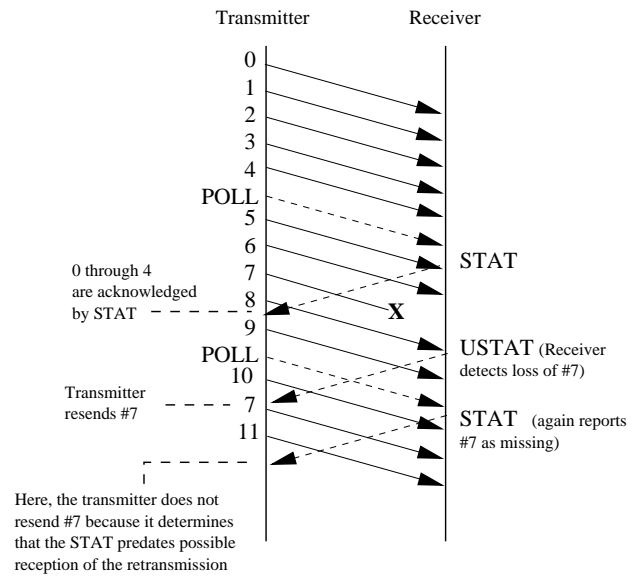 Transmitter Receiver
0
1
2
3
4
POLL
5
6
STAT
0 through 4
are acknowledged
by STAT
7
8
X
9
USTAT (Receiver
detects loss of #7)
POLL
10
Transmitter
resends #7
7
STAT (again reports
#7 as missing)
11
Here, the transmitter does not
resend #7 because it determines
that the STAT predates possible
reception of the retransmission